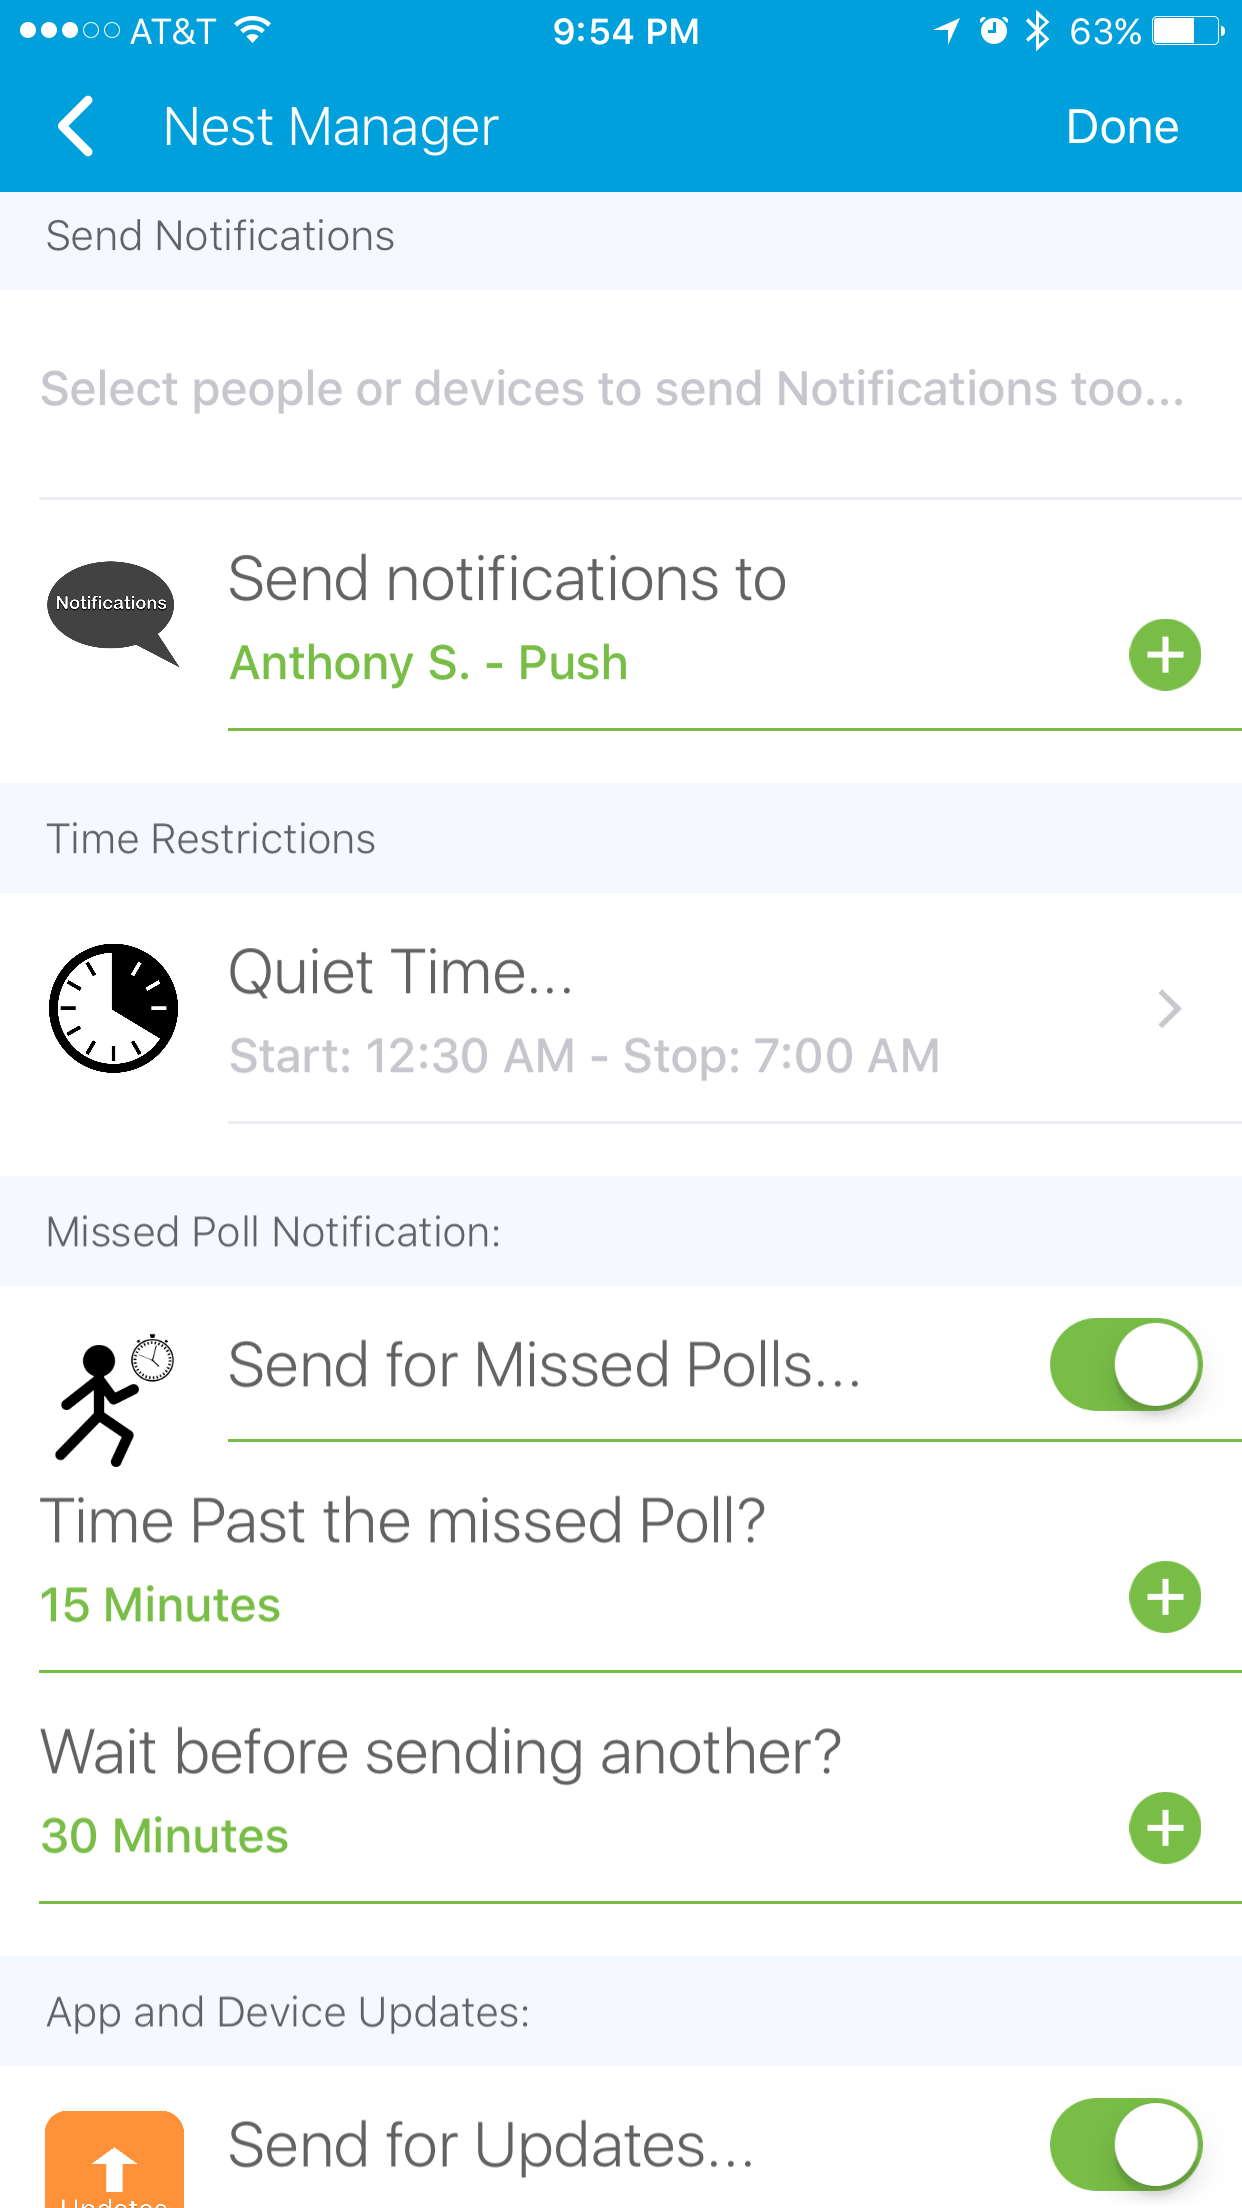 AT&T 9:54 PM 63%
Nest Manager Done
Send Notifications
Select people or devices to send Notifications too...
Notifications
Send notifications to
Anthony S. - Push
Time Restrictions
Quiet Time...
Start: 12:30 AM - Stop: 7:00 AM
Missed Poll Notification:
Send for Missed Polls...
Time Past the missed Poll?
15 Minutes
Wait before sending another?
30 Minutes
App and Device Updates:
Send for Updates...
Updates